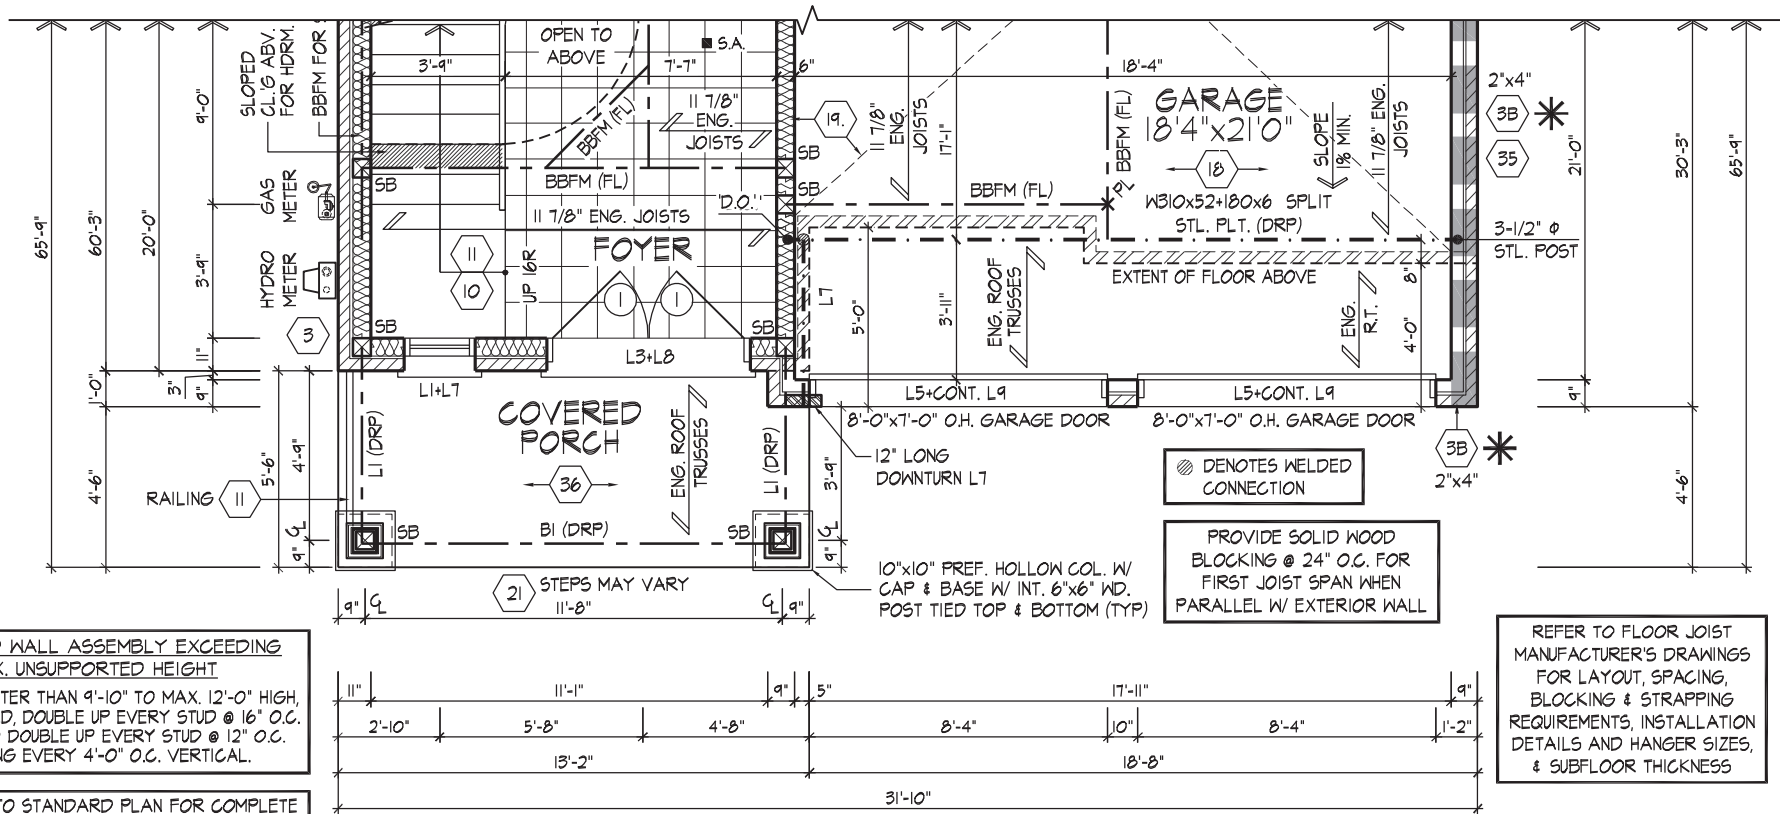 SLOPED
CL.'G ABV.
FOR HDRM.
BBFM FOR
OPEN TO
ABOVE
S.A.
3'-9"
7'-7"
6"
18'-4"
11 7/8"
ENG.
JOISTS
BBFM (FL)
19.
11 7/8"
ENG.
JOISTS
17'-1"
PL BBFM (FL)
GARAGE
18'4"x21'0"
18
SLOPE
1% MIN.
11 7/8" ENG.
JOISTS
2"x4"
3B
35
21'-0"
30'-3"
65'-9"
65'-9"
60'-3"
20'-0"
9'-0"
GAS
METER
HYDRO
METER
3'-9"
SB
SB
SB
BBFM (FL)
'D.O.'
11 7/8" ENG. JOISTS
FOYER
11
10
UP 16R
1
1
BBFM (FL)
W310x52+180x6 SPLIT
STL. PLT. (DRP)
3-1/2" Φ
STL. POST
EXTENT OF FLOOR ABOVE
L7
5'-0"
3'-11"
ENG. ROOF
TRUSSES
ENG.
R.T.
8"
4'-0"
3
SB
SB
L1+L7
L3+L8
11"
3"
9"
1'-0"
L5+CONT. L9
L5+CONT. L9
8'-0"x7'-0" O.H. GARAGE DOOR
8'-0"x7'-0" O.H. GARAGE DOOR
9"
COVERED
PORCH
36
ENG. ROOF
TRUSSES
L1 (DRP)
L1 (DRP)
4'-6"
5'-6"
4'-9"
RAILING
11
12" LONG
DOWNTURN L7
3'-9"
DENOTES WELDED
CONNECTION
3B
2"x4"
4'-6"
SB
B1 (DRP)
SB
CL
9"
CL
9"
21
STEPS MAY VARY
10"x10" PREF. HOLLOW COL. W/
CAP & BASE W/ INT. 6"x6" WD.
POST TIED TOP & BOTTOM (TYP)
PROVIDE SOLID WOOD
BLOCKING @ 24" O.C. FOR
FIRST JOIST SPAN WHEN
PARALLEL W/ EXTERIOR WALL
9"
CL
11'-8"
CL
9"
WALL ASSEMBLY EXCEEDING
. UNSUPPORTED HEIGHT
TER THAN 9'-10" TO MAX. 12'-0" HIGH,
D, DOUBLE UP EVERY STUD @ 16" O.C.
DOUBLE UP EVERY STUD @ 12" O.C.
NG EVERY 4'-0" O.C. VERTICAL.
TO STANDARD PLAN FOR COMPLETE
11"
11'-1"
9"
5"
17'-11"
9"
2'-10"
5'-8"
4'-8"
8'-4"
10"
8'-4"
1'-2"
13'-2"
18'-8"
31'-10"
REFER TO FLOOR JOIST
MANUFACTURER'S DRAWINGS
FOR LAYOUT, SPACING,
BLOCKING & STRAPPING
REQUIREMENTS, INSTALLATION
DETAILS AND HANGER SIZES,
& SUBFLOOR THICKNESS